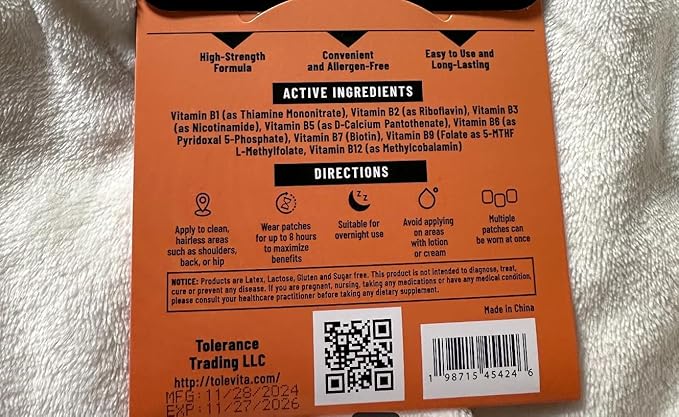 High-Strength
Formula
Convenient
and Allergen-Free
Easy to Use and
Long-Lasting
ACTIVE INGREDIENTS
Vitamin B1 (as Thiamine Mononitrate), Vitamin B2 (as Riboflavin), Vitamin B3
(as Nicotinamide), Vitamin B5 (as D-Calcium Pantothenate), Vitamin B6 (as
Pyridoxal 5-Phosphate), Vitamin B7 (Biotin), Vitamin B9 (Folate as 5-MTHF
L-Methylfolate, Vitamin B12 (as Methylcobalamin)
DIRECTIONS
Z Z
Apply to clean,
hairless areas
such as shoulders,
back, or hip
Wear patches
for up to 8 hours
to maximize
benefits
Suitable for
overnight use
Avoid applying
on areas
with lotion
or cream
Multiple
patches can
be worn at once
NOTICE: Products are Latex, Lactose, Gluten and Sugar free. This product is not intended to diagnose, treat,
cure or prevent any disease. If you are pregnant, nursing, taking any medications or have any medical condition,
please consult your healthcare practitioner before taking any dietary supplement.
Made in China
Tolerance
Trading LLC
http://tolevita.com/
MFG: 11/28/2024
EXP: 11/27/2026
1 98715 45424 6